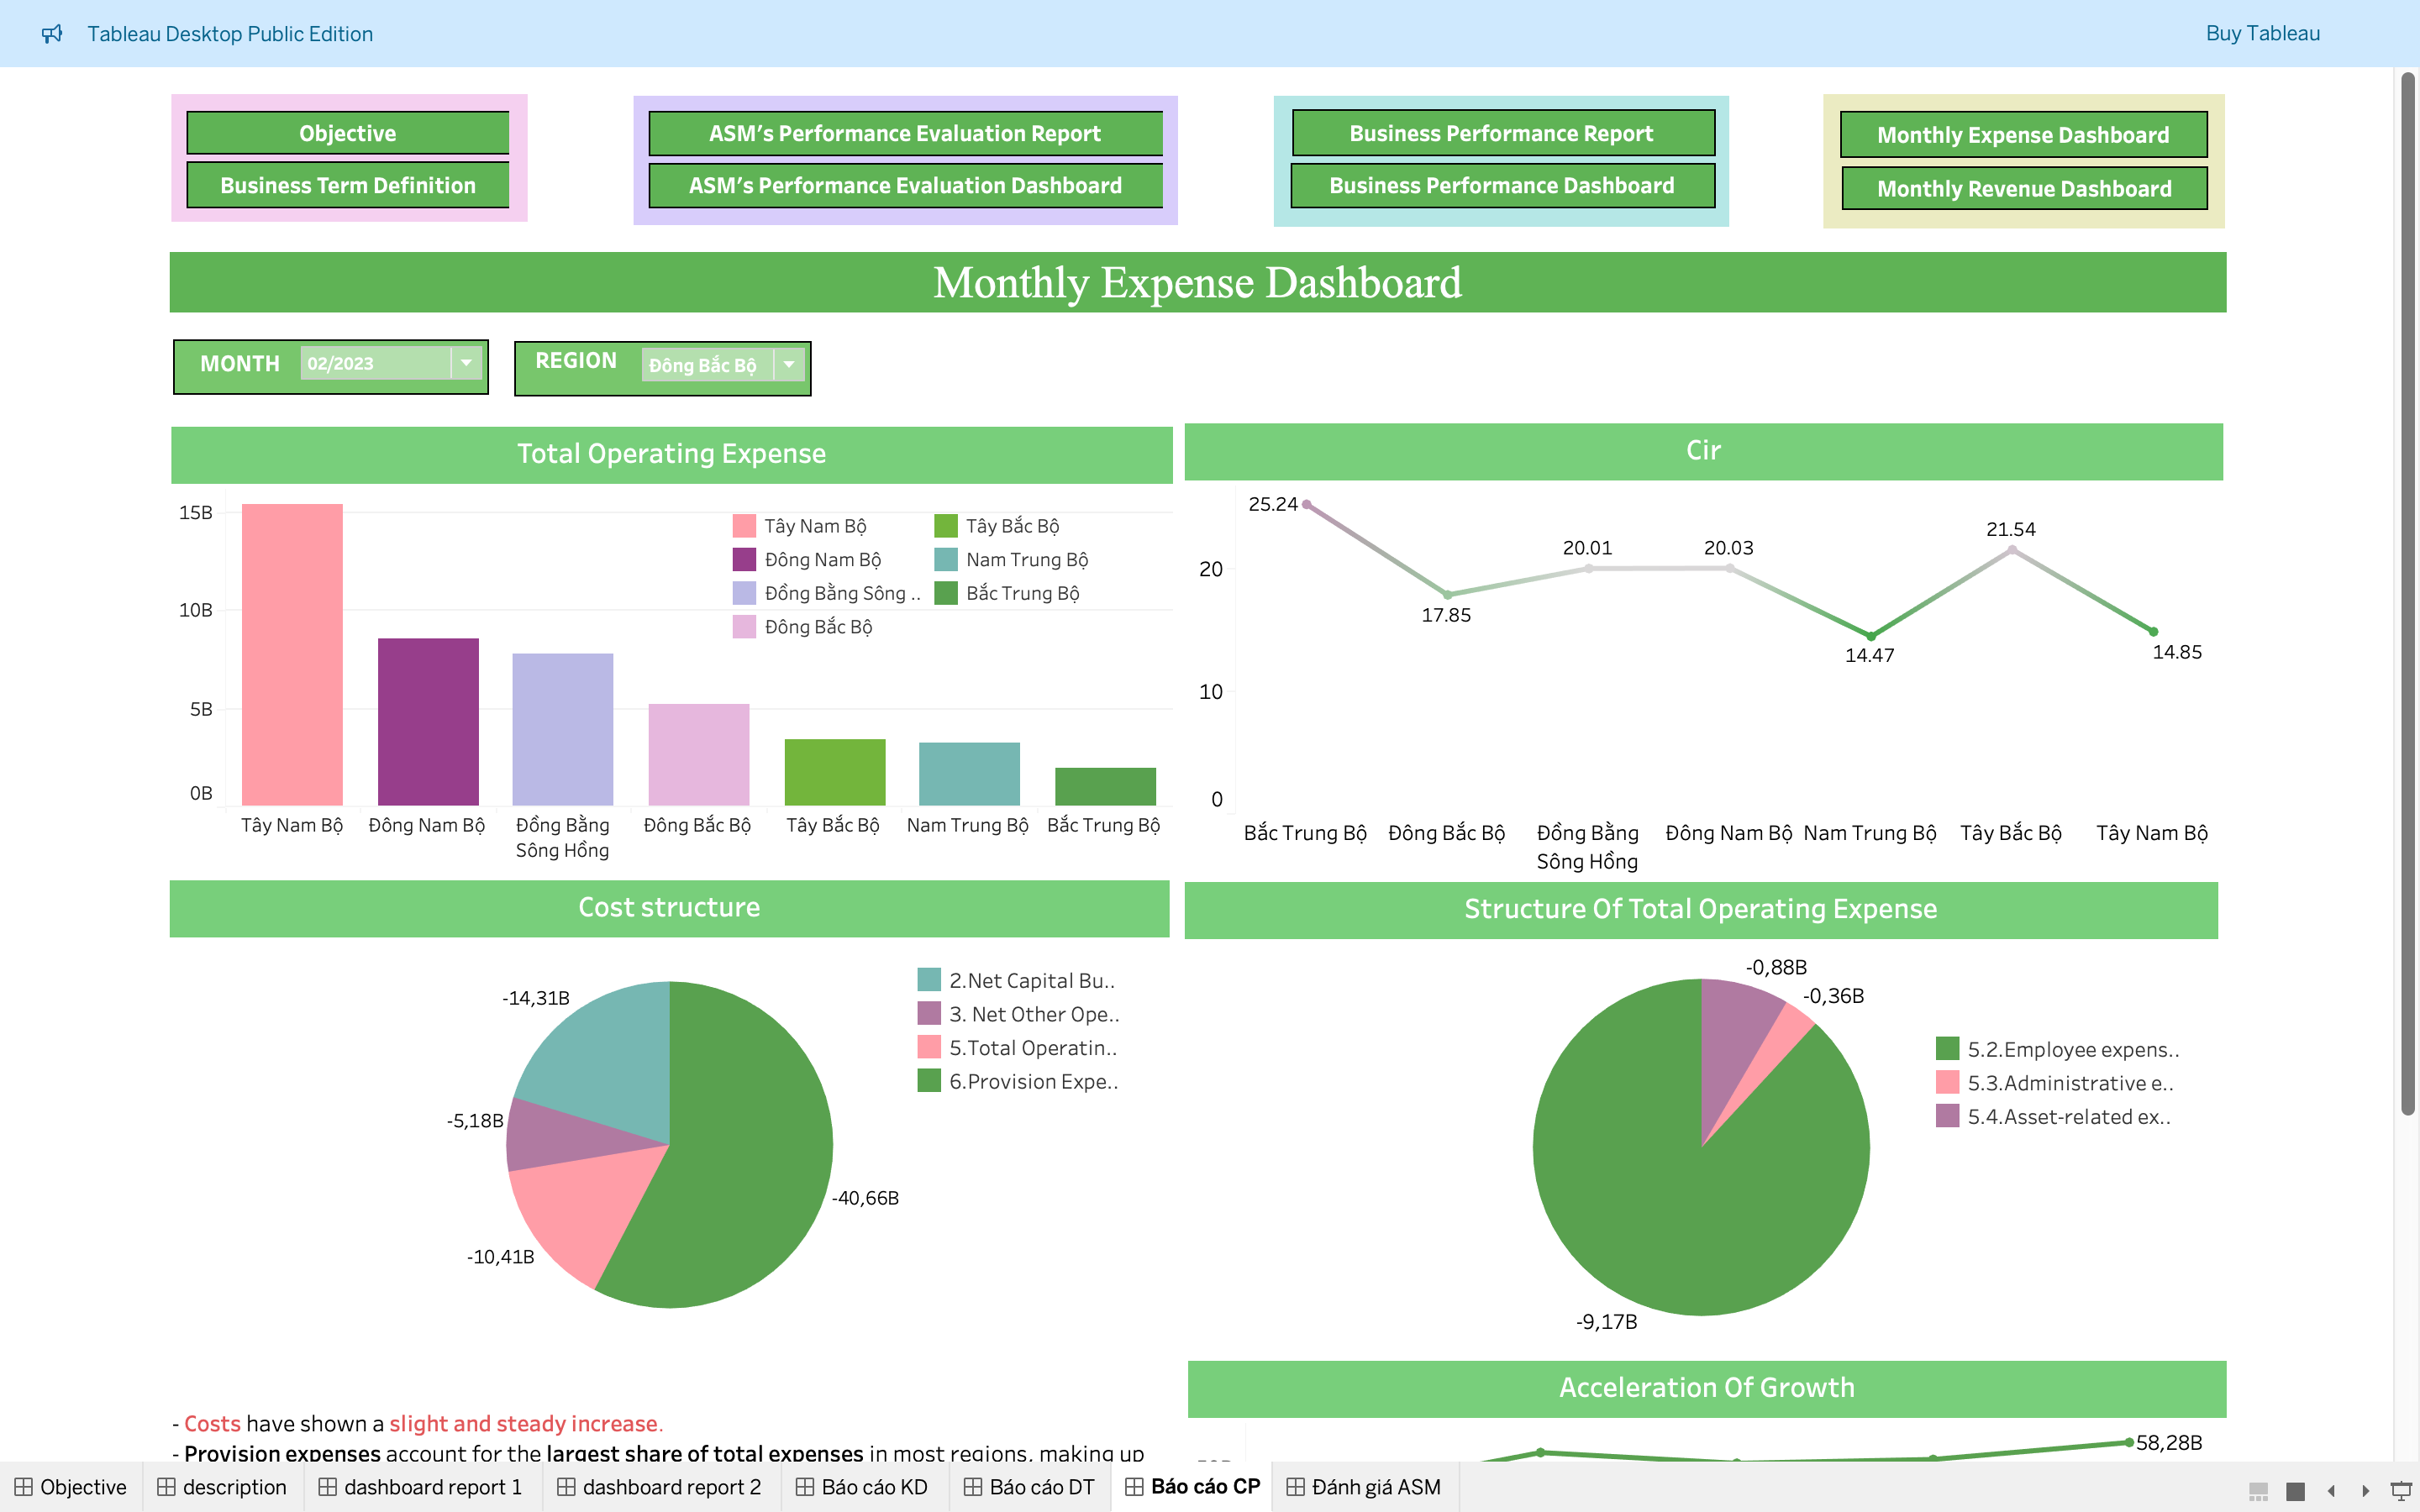 Tableau Desktop Public Edition
Buy Tableau
Objective
Business Term Definition
ASM's Performance Evaluation Report
ASM's Performance Evaluation Dashboard
Business Performance Report
Business Performance Dashboard
Monthly Expense Dashboard
Monthly Revenue Dashboard
Monthly Expense Dashboard
MONTH 02/2023
REGION Đông Bắc Bộ
Total Operating Expense
15B
10B
5B
0B
Tây Nam Bộ
Đông Nam Bộ
Đồng Bằng Sông ..
Đông Bắc Bộ
Tây Bắc Bộ
Nam Trung Bộ
Bắc Trung Bộ
Tây Nam Bộ
Đông Nam Bộ
Đồng Bằng
Sông Hồng
Đông Bắc Bộ
Tây Bắc Bộ
Nam Trung Bộ
Bắc Trung Bộ
Cir
20
10
0
25.24
17.85
20.01
20.03
14.47
21.54
14.85
Bắc Trung Bộ
Đông Bắc Bộ
Đồng Bằng
Sông Hồng
Đông Nam Bộ
Nam Trung Bộ
Tây Bắc Bộ
Tây Nam Bộ
Cost structure
-14,31B
-5,18B
-10,41B
-40,66B
2.Net Capital Bu..
3. Net Other Ope..
5.Total Operatin..
6.Provision Expe..
Structure Of Total Operating Expense
-0,88B
-0,36B
-9,17B
5.2.Employee expens..
5.3.Administrative e..
5.4.Asset-related ex..
- Costs have shown a slight and steady increase.
- Provision expenses account for the largest share of total expenses in most regions, making up
Acceleration Of Growth
58,28B
Objective
description
dashboard report 1
dashboard report 2
Báo cáo KD
Báo cáo DT
Báo cáo CP
Đánh giá ASM